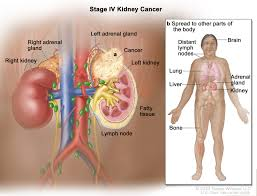 Stage IV Kidney Cancer
Left adrenal gland
Right adrenal
gland
Right kidney
a
Cancer
Left kidney
Fatty
tissue
Lymph node
b Spread to other parts of
the body
Distant
lymph
nodes
Brain
Lung
Adrenal
gland
Kidney
Liver
Bone